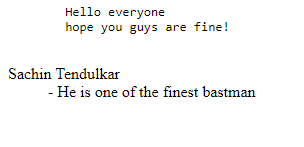 Hello everyone
hope you guys are fine!
Sachin Tendulkar
- He is one of the finest bastman